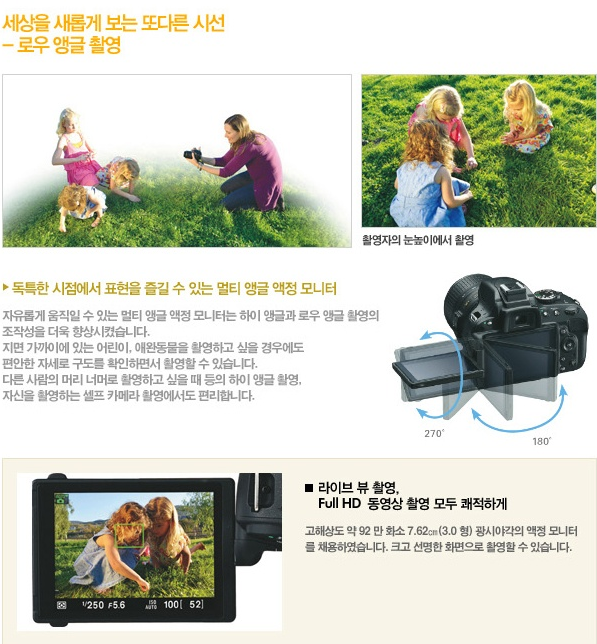 세상을 새롭게 보는 또다른 시선
– 로우 앵글 촬영
촬영자의 눈높이에서 촬영
▶ 독특한 시점에서 표현을 즐길 수 있는 멀티 앵글 액정 모니터
자유롭게 움직일 수 있는 멀티 앵글 액정 모니터는 하이 앵글과 로우 앵글 촬영의
조작성을 더욱 향상시켰습니다.
지면 가까이에 있는 어린이, 애완동물을 촬영하고 싶을 경우에도
편안한 자세로 구도를 확인하면서 촬영할 수 있습니다.
다른 사람의 머리 너머로 촬영하고 싶을 때 등의 하이 앵글 촬영,
자신을 촬영하는 셀프 카메라 촬영에서도 편리합니다.
270°
180°
■ 라이브 뷰 촬영,
Full HD 동영상 촬영 모두 쾌적하게
고해상도 약 92 만 화소 7.62㎝(3.0 형) 광시야각의 액정 모니터
를 채용하였습니다. 크고 선명한 화면으로 촬영할 수 있습니다.
1/250 F5.6 ISO AUTO 100[ 52]